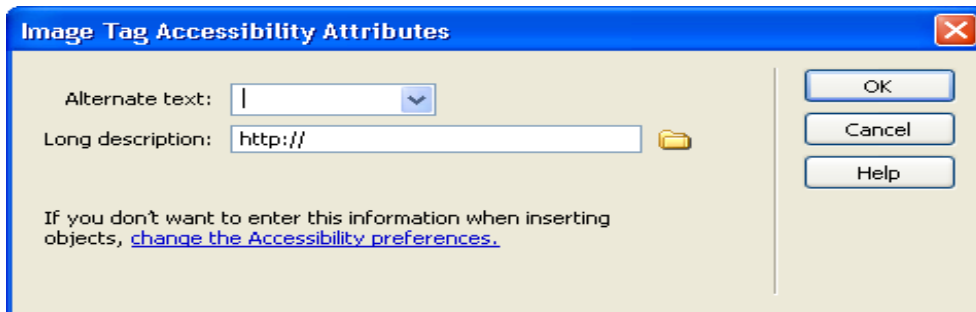 Image Tag Accessibility Attributes
Alternate text:
Long description: http://
OK
Cancel
Help
If you don't want to enter this information when inserting
objects, change the Accessibility preferences.